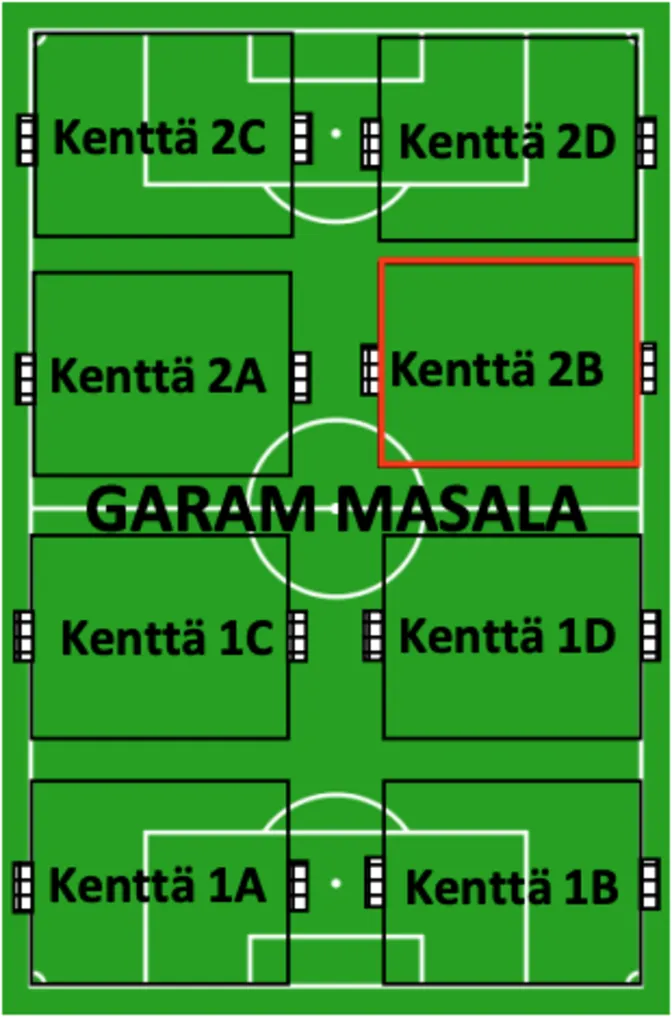 Kenttä 2C
Kenttä 2D
Kenttä 2A
Kenttä 2B
GARAM MASALA
Kenttä 1C
Kenttä 1D
Kenttä 1A
Kenttä 1B